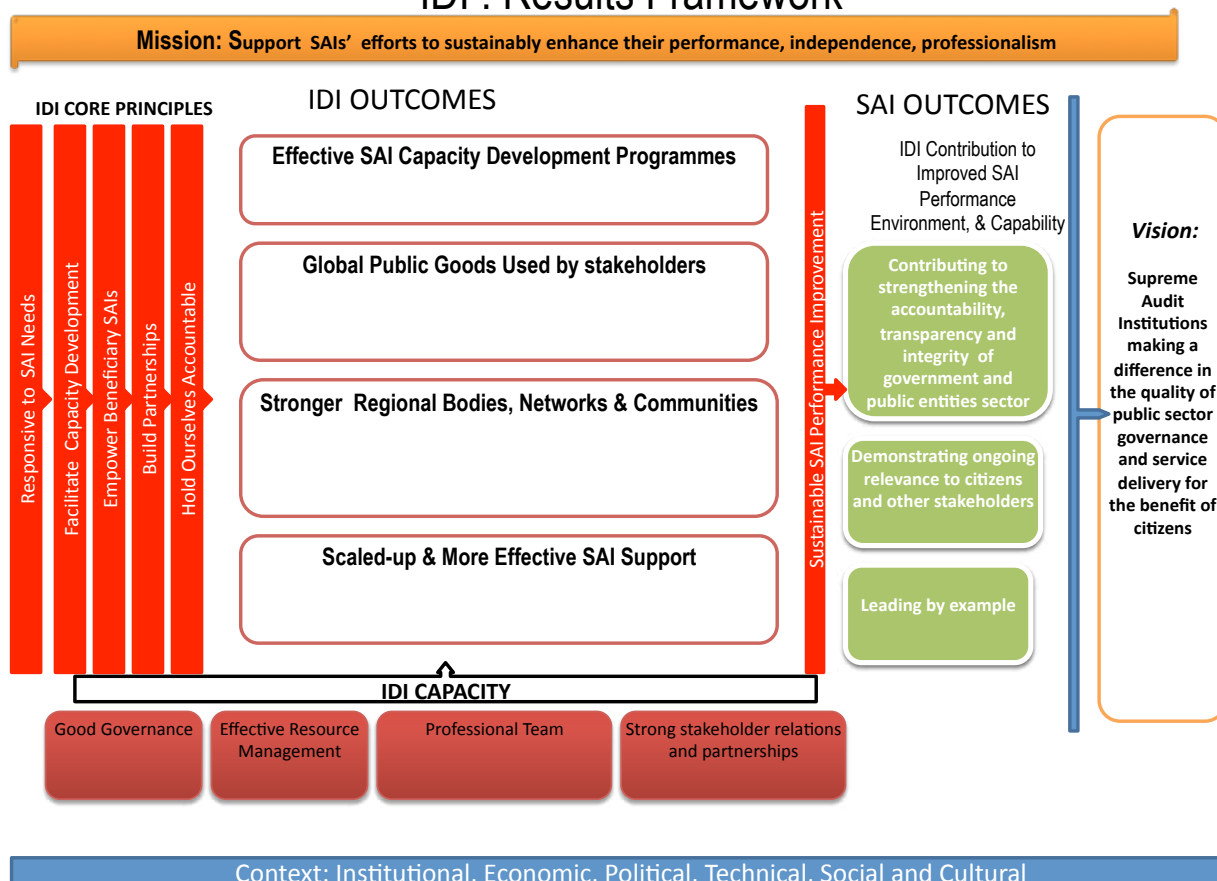 IDI : Results Framework
Mission: Support SAIs' efforts to sustainably enhance their performance, independence, professionalism
IDI CORE PRINCIPLES
Responsive to SAI Needs
Facilitate Capacity Development
Empower Beneficiary SAIs
Build Partnerships
Hold Ourselves Accountable
IDI OUTCOMES
Effective SAI Capacity Development Programmes
Global Public Goods Used by stakeholders
Stronger Regional Bodies, Networks & Communities
Scaled-up & More Effective SAI Support
Sustainable SAI Performance Improvement
SAI OUTCOMES
IDI Contribution to
Improved SAI
Performance
Environment, & Capability
Contributing to
strengthening the
accountability,
transparency and
integrity of
government and
public entities sector
Demonstrating ongoing
relevance to citizens
and other stakeholders
Leading by example
Vision:
Supreme
Audit
Institutions
making a
difference in
the quality of
public sector
governance
and service
delivery for
the benefit of
citizens
IDI CAPACITY
Good Governance
Effective Resource
Management
Professional Team
Strong stakeholder relations
and partnerships
Context: Institutional, Economic, Political, Technical, Social and Cultural